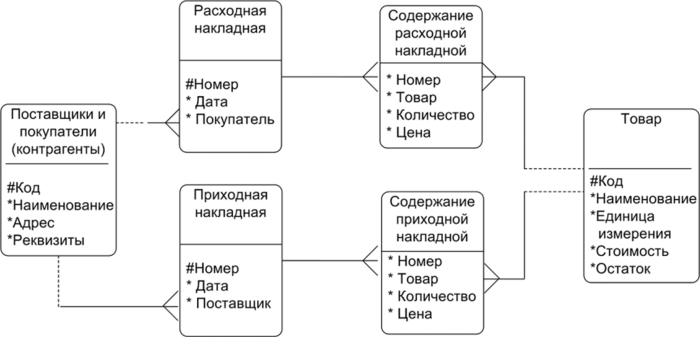 Расходная
накладная
#Номер
* Дата
* Покупатель
Содержание
расходной
накладной
* Номер
* Товар
* Количество
* Цена
Поставщики и
покупатели
(контрагенты)
#Код
*Наименование
*Адрес
*Реквизиты
Товар
#Код
*Наименование
*Единица
измерения
*Стоимость
*Остаток
Приходная
накладная
#Номер
* Дата
* Поставщик
Содержание
приходной
накладной
* Номер
* Товар
* Количество
* Цена